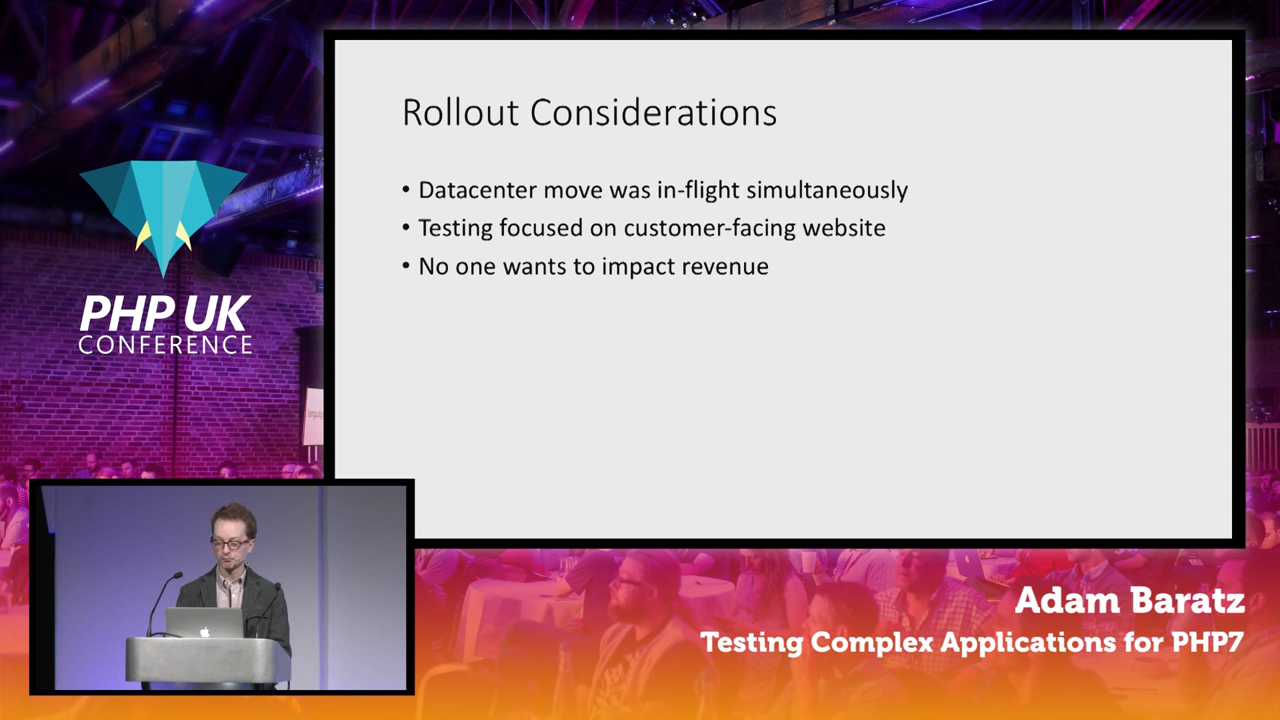 Rollout Considerations
• Datacenter move was in-flight simultaneously
• Testing focused on customer-facing website
• No one wants to impact revenue
PHP UK
CONFERENCE
Adam Baratz
Testing Complex Applications for PHP7